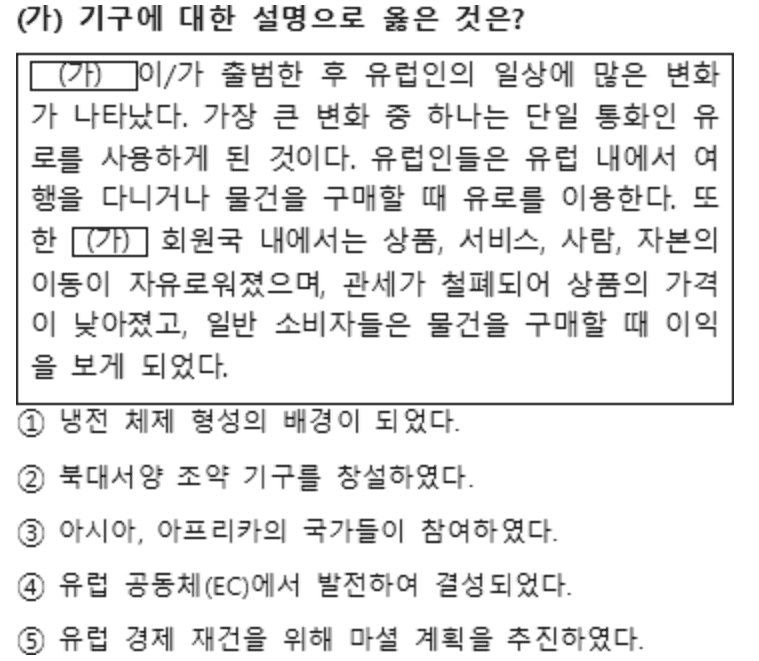 (가) 기구에 대한 설명으로 옳은 것은?
(가) 이/가 출범한 후 유럽인의 일상에 많은 변화
가 나타났다. 가장 큰 변화 중 하나는 단일 통화인 유
로를 사용하게 된 것이다. 유럽인들은 유럽 내에서 여
행을 다니거나 물건을 구매할 때 유로를 이용한다. 또
한 (가) 회원국 내에서는 상품, 서비스, 사람, 자본의
이동이 자유로워졌으며, 관세가 철폐되어 상품의 가격
이 낮아졌고, 일반 소비자들은 물건을 구매할 때 이익
을 보게 되었다.
① 냉전 체제 형성의 배경이 되었다.
② 북대서양 조약 기구를 창설하였다.
③ 아시아, 아프리카의 국가들이 참여하였다.
④ 유럽 공동체(EC)에서 발전하여 결성되었다.
⑤ 유럽 경제 재건을 위해 마셜 계획을 추진하였다.